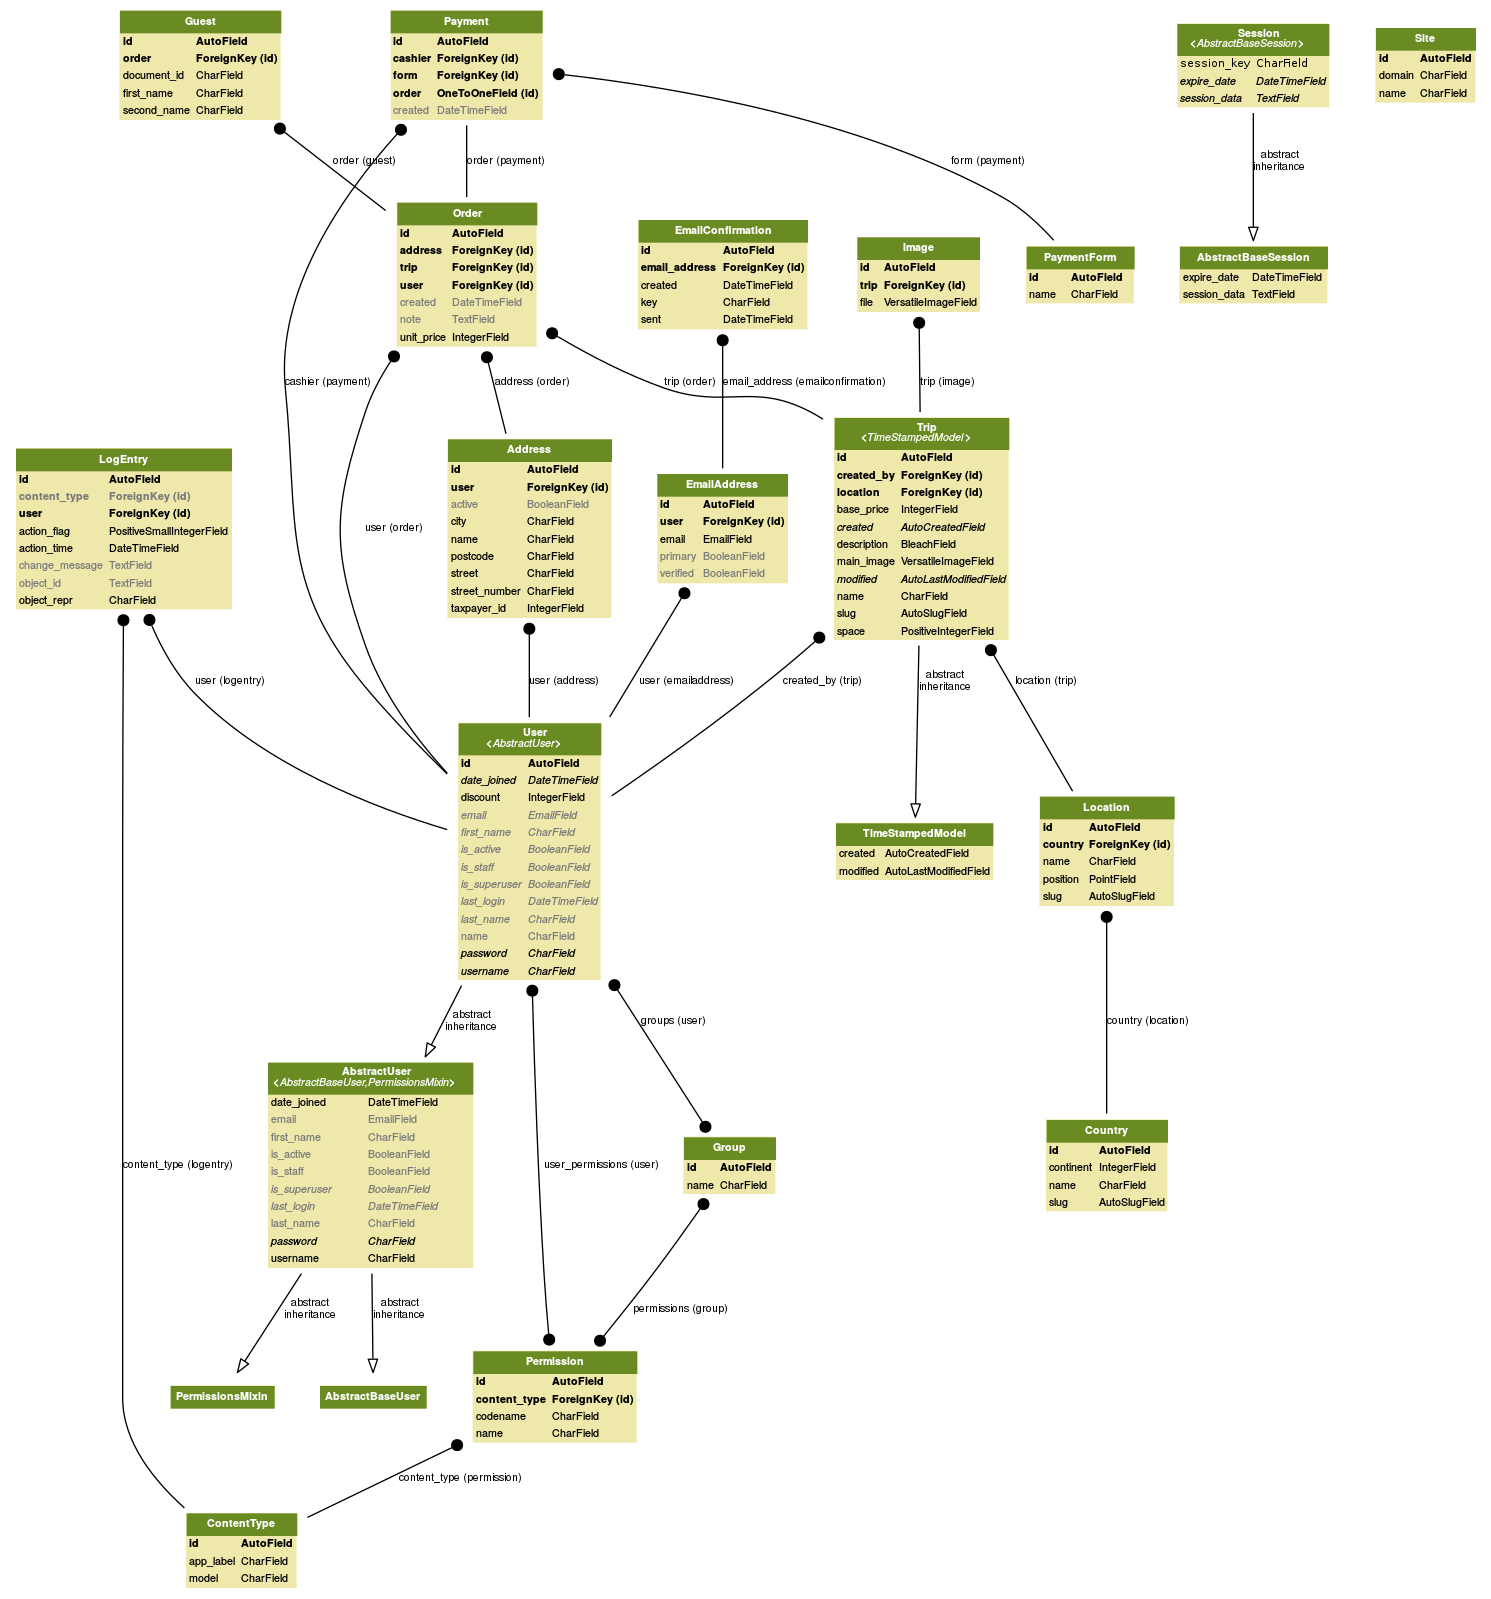 Guest
id AutoField
order ForeignKey (id)
document_id CharField
first_name CharField
second_name CharField
Payment
id AutoField
cashier ForeignKey (id)
form ForeignKey (id)
order OneToOneField (id)
created DateTimeField
Session
<AbstractBaseSession>
session_key CharField
expire_date DateTimeField
session_data TextField
Site
id AutoField
domain CharField
name CharField
order (guest)
order (payment)
form (payment)
abstract
inheritance
Order
id AutoField
address ForeignKey (id)
trip ForeignKey (id)
user ForeignKey (id)
created DateTimeField
note TextField
unit_price IntegerField
EmailConfirmation
id AutoField
email_address ForeignKey (id)
created DateTimeField
key CharField
sent DateTimeField
Image
id AutoField
trip ForeignKey (id)
file VersatileImageField
PaymentForm
id AutoField
name CharField
AbstractBaseSession
expire_date DateTimeField
session_data TextField
cashier (payment)
address (order)
trip (order)
email_address (emailconfirmation)
trip (image)
user (order)
LogEntry
id AutoField
content_type ForeignKey (id)
user ForeignKey (id)
action_flag PositiveSmallIntegerField
action_time DateTimeField
change_message TextField
object_id TextField
object_repr CharField
Address
id AutoField
user ForeignKey (id)
active BooleanField
city CharField
name CharField
postcode CharField
street CharField
street_number CharField
taxpayer_id IntegerField
EmailAddress
id AutoField
user ForeignKey (id)
email EmailField
primary BooleanField
verified BooleanField
Trip
<TimeStampedModel>
id AutoField
created_by ForeignKey (id)
location ForeignKey (id)
base_price IntegerField
created AutoCreatedField
description BleachField
main_image VersatileImageField
modified AutoLastModifiedField
name CharField
slug AutoSlugField
space PositiveIntegerField
user (logentry)
user (address)
user (emailaddress)
created_by (trip)
abstract
inheritance
location (trip)
User
<AbstractUser>
id AutoField
date_joined DateTimeField
discount IntegerField
email EmailField
first_name CharField
is_active BooleanField
is_staff BooleanField
is_superuser BooleanField
last_login DateTimeField
last_name CharField
name CharField
password CharField
username CharField
TimeStampedModel
created AutoCreatedField
modified AutoLastModifiedField
Location
id AutoField
country ForeignKey (id)
name CharField
position PointField
slug AutoSlugField
abstract
inheritance
groups (user)
country (location)
AbstractUser
<AbstractBaseUser,PermissionsMixin>
date_joined DateTimeField
email EmailField
first_name CharField
is_active BooleanField
is_staff BooleanField
is_superuser BooleanField
last_login DateTimeField
last_name CharField
password CharField
username CharField
content_type (logentry)
user_permissions (user)
Group
id AutoField
name CharField
Country
id AutoField
continent IntegerField
name CharField
slug AutoSlugField
abstract
inheritance
abstract
inheritance
permissions (group)
PermissionsMixin
AbstractBaseUser
Permission
id AutoField
content_type ForeignKey (id)
codename CharField
name CharField
content_type (permission)
ContentType
id AutoField
app_label CharField
model CharField